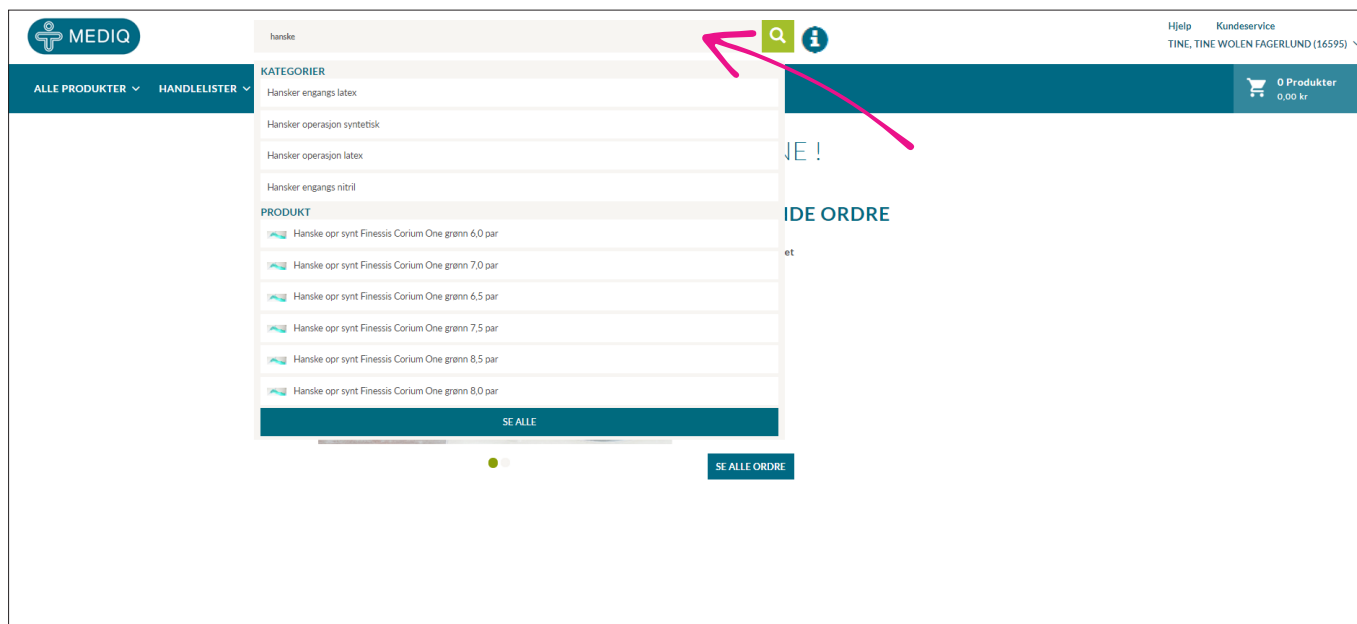 MEDIQ
hanske
Hjelp Kundeservice
TINE, TINE WOLEN FAGERLUND (16595)
ALLE PRODUKTER HANDLELISTER
0 Produkter
0,00 kr
KATEGORIER
Hansker engangs latex
Hansker operasjon syntetisk
Hansker operasjon latex
Hansker engangs nitril
NE !
PRODUKT
DE ORDRE
Hanske opr synt Finessis Corium One grønn 6,0 par
et
Hanske opr synt Finessis Corium One grønn 7,0 par
Hanske opr synt Finessis Corium One grønn 6,5 par
Hanske opr synt Finessis Corium One grønn 7,5 par
Hanske opr synt Finessis Corium One grønn 8,5 par
Hanske opr synt Finessis Corium One grønn 8,0 par
SE ALLE
SE ALLE ORDRE